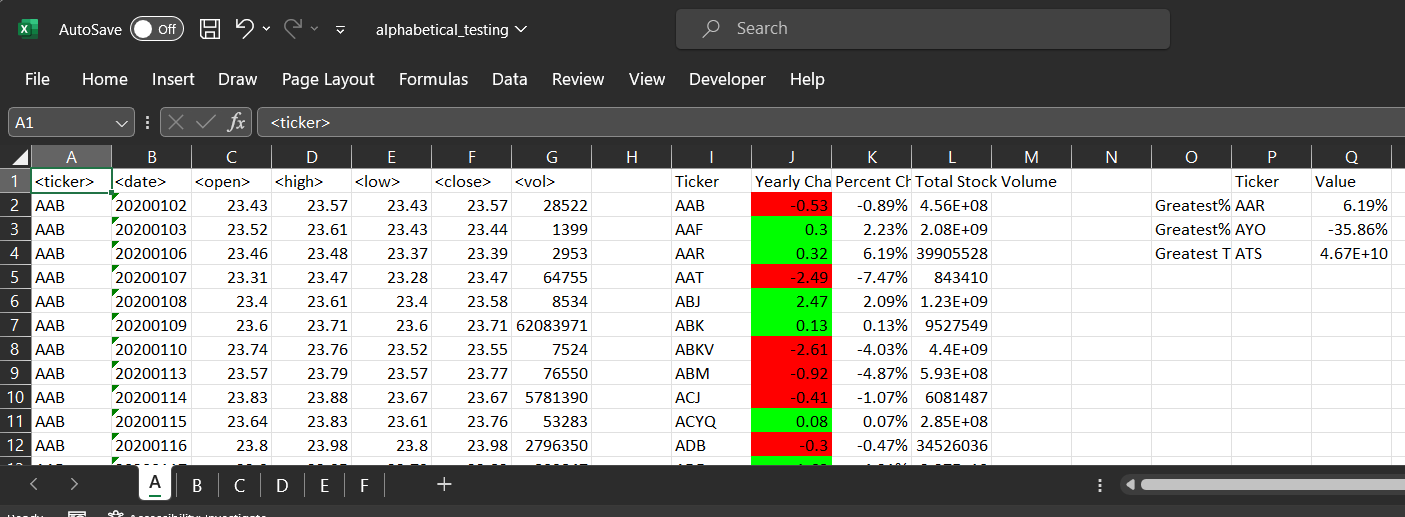 AutoSave Off alphabetical_testing Search
File Home Insert Draw Page Layout Formulas Data Review View Developer Help
A1 fx <ticker>
A B C D E F G H I J K L M N O P Q
1 <ticker> <date> <open> <high> <low> <close> <vol> Ticker Yearly Cha Percent Ch Total Stock Volume Ticker Value
2 AAB 20200102 23.43 23.57 23.43 23.57 28522 AAB -0.53 -0.89% 4.56E+08 Greatest% AAR 6.19%
3 AAB 20200103 23.52 23.61 23.43 23.44 1399 AAF 0.3 2.23% 2.08E+09 Greatest% AYO -35.86%
4 AAB 20200106 23.46 23.48 23.37 23.39 2953 AAR 0.32 6.19% 39905528 Greatest T ATS 4.67E+10
5 AAB 20200107 23.31 23.47 23.28 23.47 64755 AAT -2.49 -7.47% 843410
6 AAB 20200108 23.4 23.61 23.4 23.58 8534 ABJ 2.47 2.09% 1.23E+09
7 AAB 20200109 23.6 23.71 23.6 23.71 62083971 ABK 0.13 0.13% 9527549
8 AAB 20200110 23.74 23.76 23.52 23.55 7524 ABKV -2.61 -4.03% 4.4E+09
9 AAB 20200113 23.57 23.79 23.57 23.77 76550 ABM -0.92 -4.87% 5.93E+08
10 AAB 20200114 23.83 23.88 23.67 23.67 5781390 ACJ -0.41 -1.07% 6081487
11 AAB 20200115 23.64 23.83 23.61 23.76 53283 ACYQ 0.08 0.07% 2.85E+08
12 AAB 20200116 23.8 23.98 23.8 23.98 2796350 ADB -0.3 -0.47% 34526036
A B C D E F